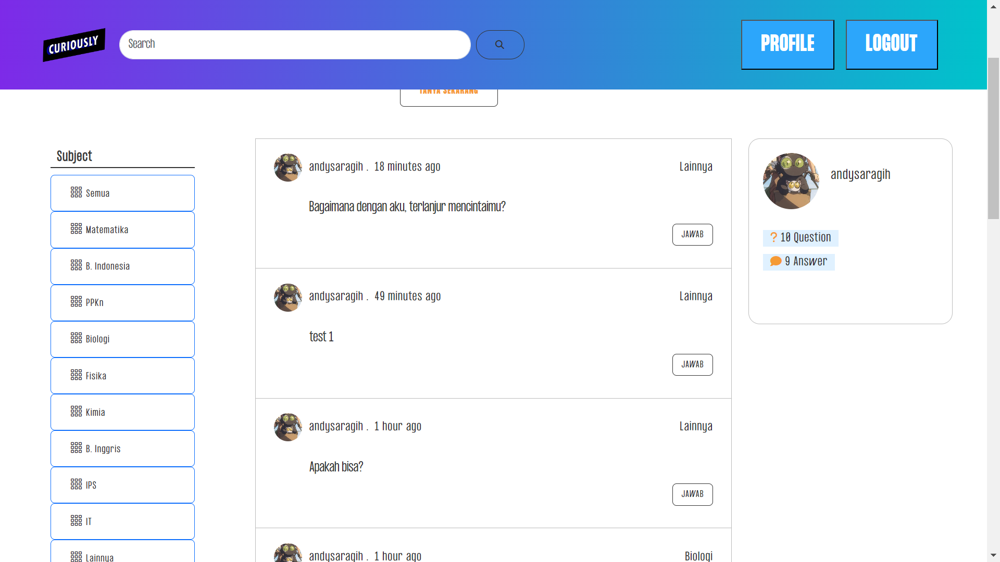 CURIOUSLY
Search
PROFILE
LOGOUT
TANYA SEKARANG
Subject
Semua
Matematika
B. Indonesia
PPKn
Biologi
Fisika
Kimia
B. Inggris
IPS
IT
Lainnya
andysaragih . 18 minutes ago
Lainnya
Bagaimana dengan aku, terlanjur mencintaimu?
JAWAB
andysaragih . 49 minutes ago
Lainnya
test 1
JAWAB
andysaragih . 1 hour ago
Lainnya
Apakah bisa?
JAWAB
andysaragih . 1 hour ago
Biologi
andysaragih
? 10 Question
9 Answer